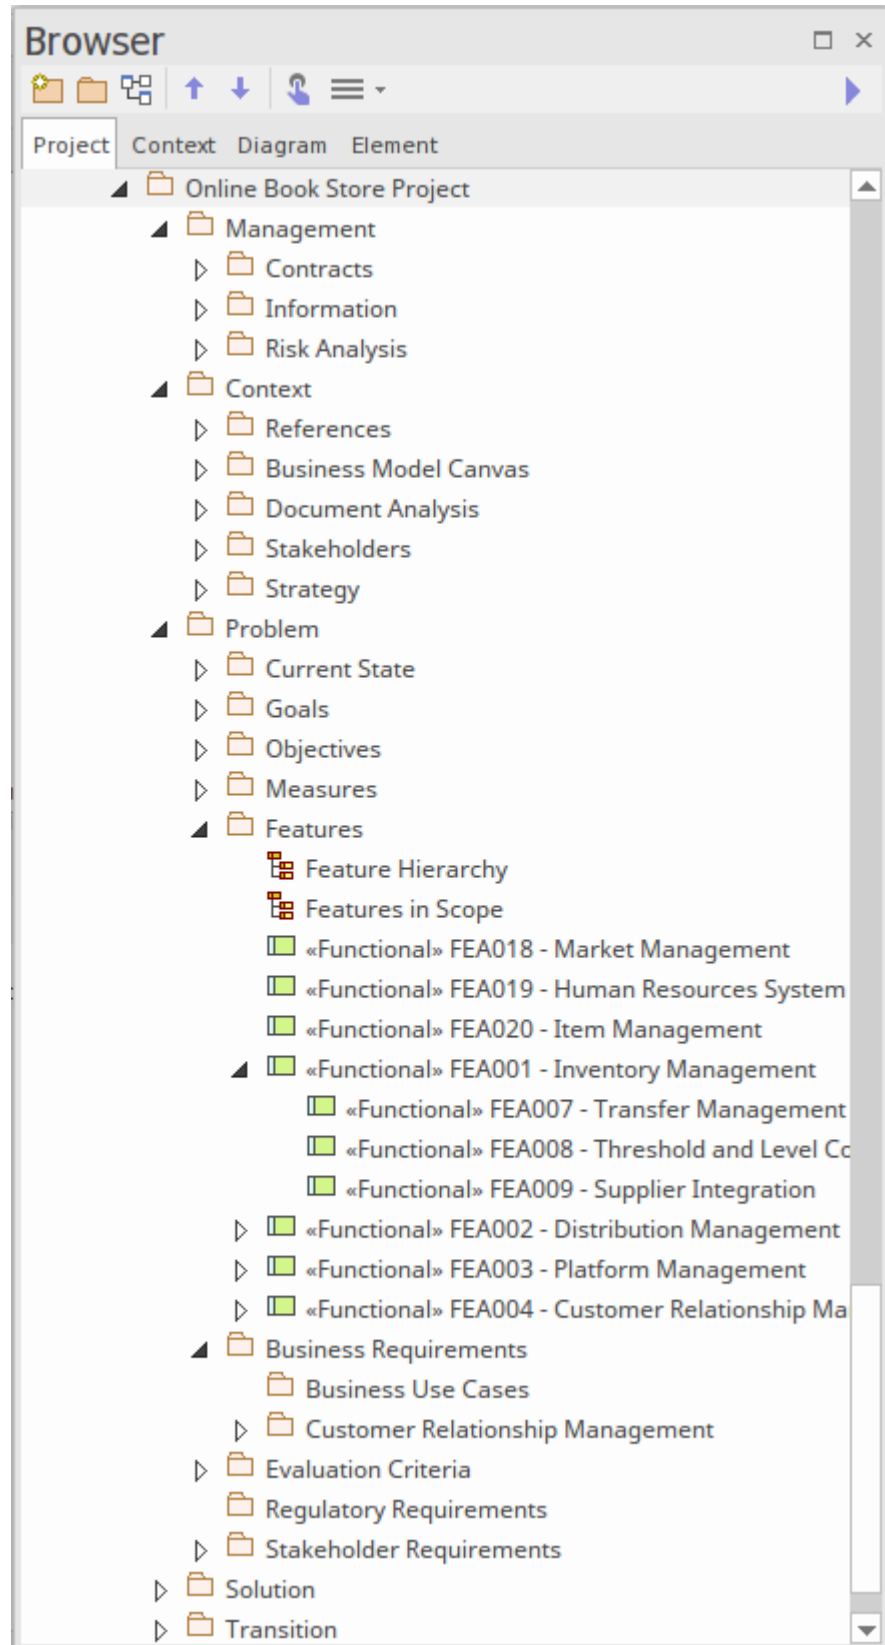 Browser
Project Context Diagram Element
Online Book Store Project
Management
Contracts
Information
Risk Analysis
Context
References
Business Model Canvas
Document Analysis
Stakeholders
Strategy
Problem
Current State
Goals
Objectives
Measures
Features
Feature Hierarchy
Features in Scope
«Functional» FEA018 - Market Management
«Functional» FEA019 - Human Resources System
«Functional» FEA020 - Item Management
«Functional» FEA001 - Inventory Management
«Functional» FEA007 - Transfer Management
«Functional» FEA008 - Threshold and Level Co
«Functional» FEA009 - Supplier Integration
«Functional» FEA002 - Distribution Management
«Functional» FEA003 - Platform Management
«Functional» FEA004 - Customer Relationship Ma
Business Requirements
Business Use Cases
Customer Relationship Management
Evaluation Criteria
Regulatory Requirements
Stakeholder Requirements
Solution
Transition